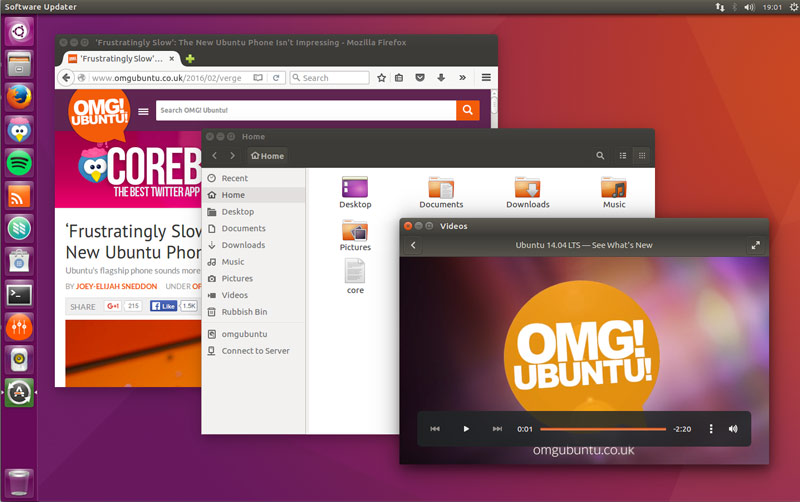 Software Updater
19:01
'Frustratingly Slow': The New Ubuntu Phone Isn't Impressing - Mozilla Firefox
'Frustratingly Slow'...
www.omgubuntu.co.uk/2016/02/verge
Search
OMG!
UBUNTU!
Search OMG! Ubuntu!
COREB
THE BEST TWITTER APP
'Frustratingly Slow
New Ubuntu Phon
Ubuntu's flagship phone sounds more
BY JOEY-ELIJAH SNEDDON UNDER OP
SHARE G+1 215 Like 1.5K
Home
Home
Recent
Home
Desktop
Documents
Downloads
Music
Pictures
Videos
Rubbish Bin
omgubuntu
Connect to Server
Desktop
Documents
Downloads
Music
Pictures
core
Videos
Ubuntu 14.04 LTS — See What's New
OMG!
UBUNTU!
0:01
-2:20
omgubuntu.co.uk